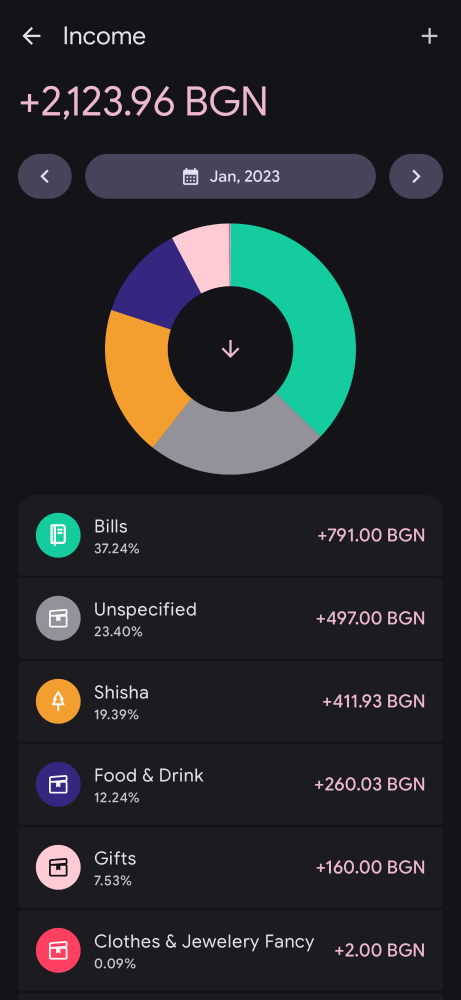 Income
+2,123.96 BGN
Jan, 2023
Bills
37.24%
+791.00 BGN
Unspecified
23.40%
+497.00 BGN
Shisha
19.39%
+411.93 BGN
Food & Drink
12.24%
+260.03 BGN
Gifts
7.53%
+160.00 BGN
Clothes & Jewelery Fancy
0.09%
+2.00 BGN